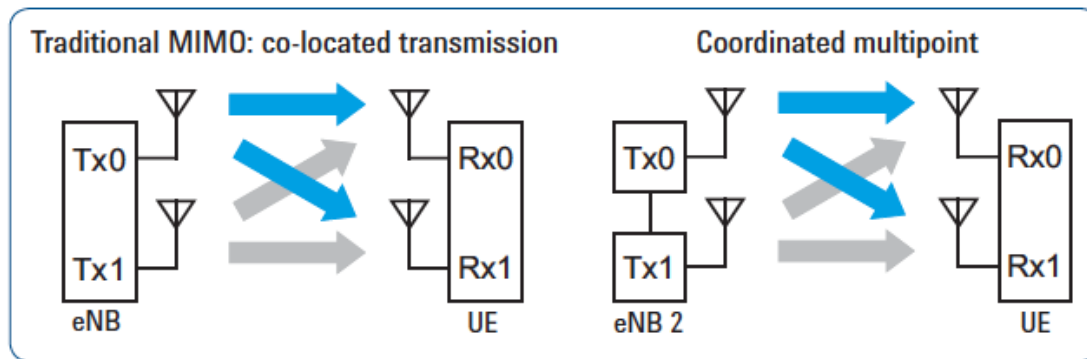 Traditional MIMO: co-located transmission
Coordinated multipoint
Tx0
Rx0
Tx1
Rx1
eNB
UE
Tx0
Rx0
Tx1
Rx1
eNB 2
UE